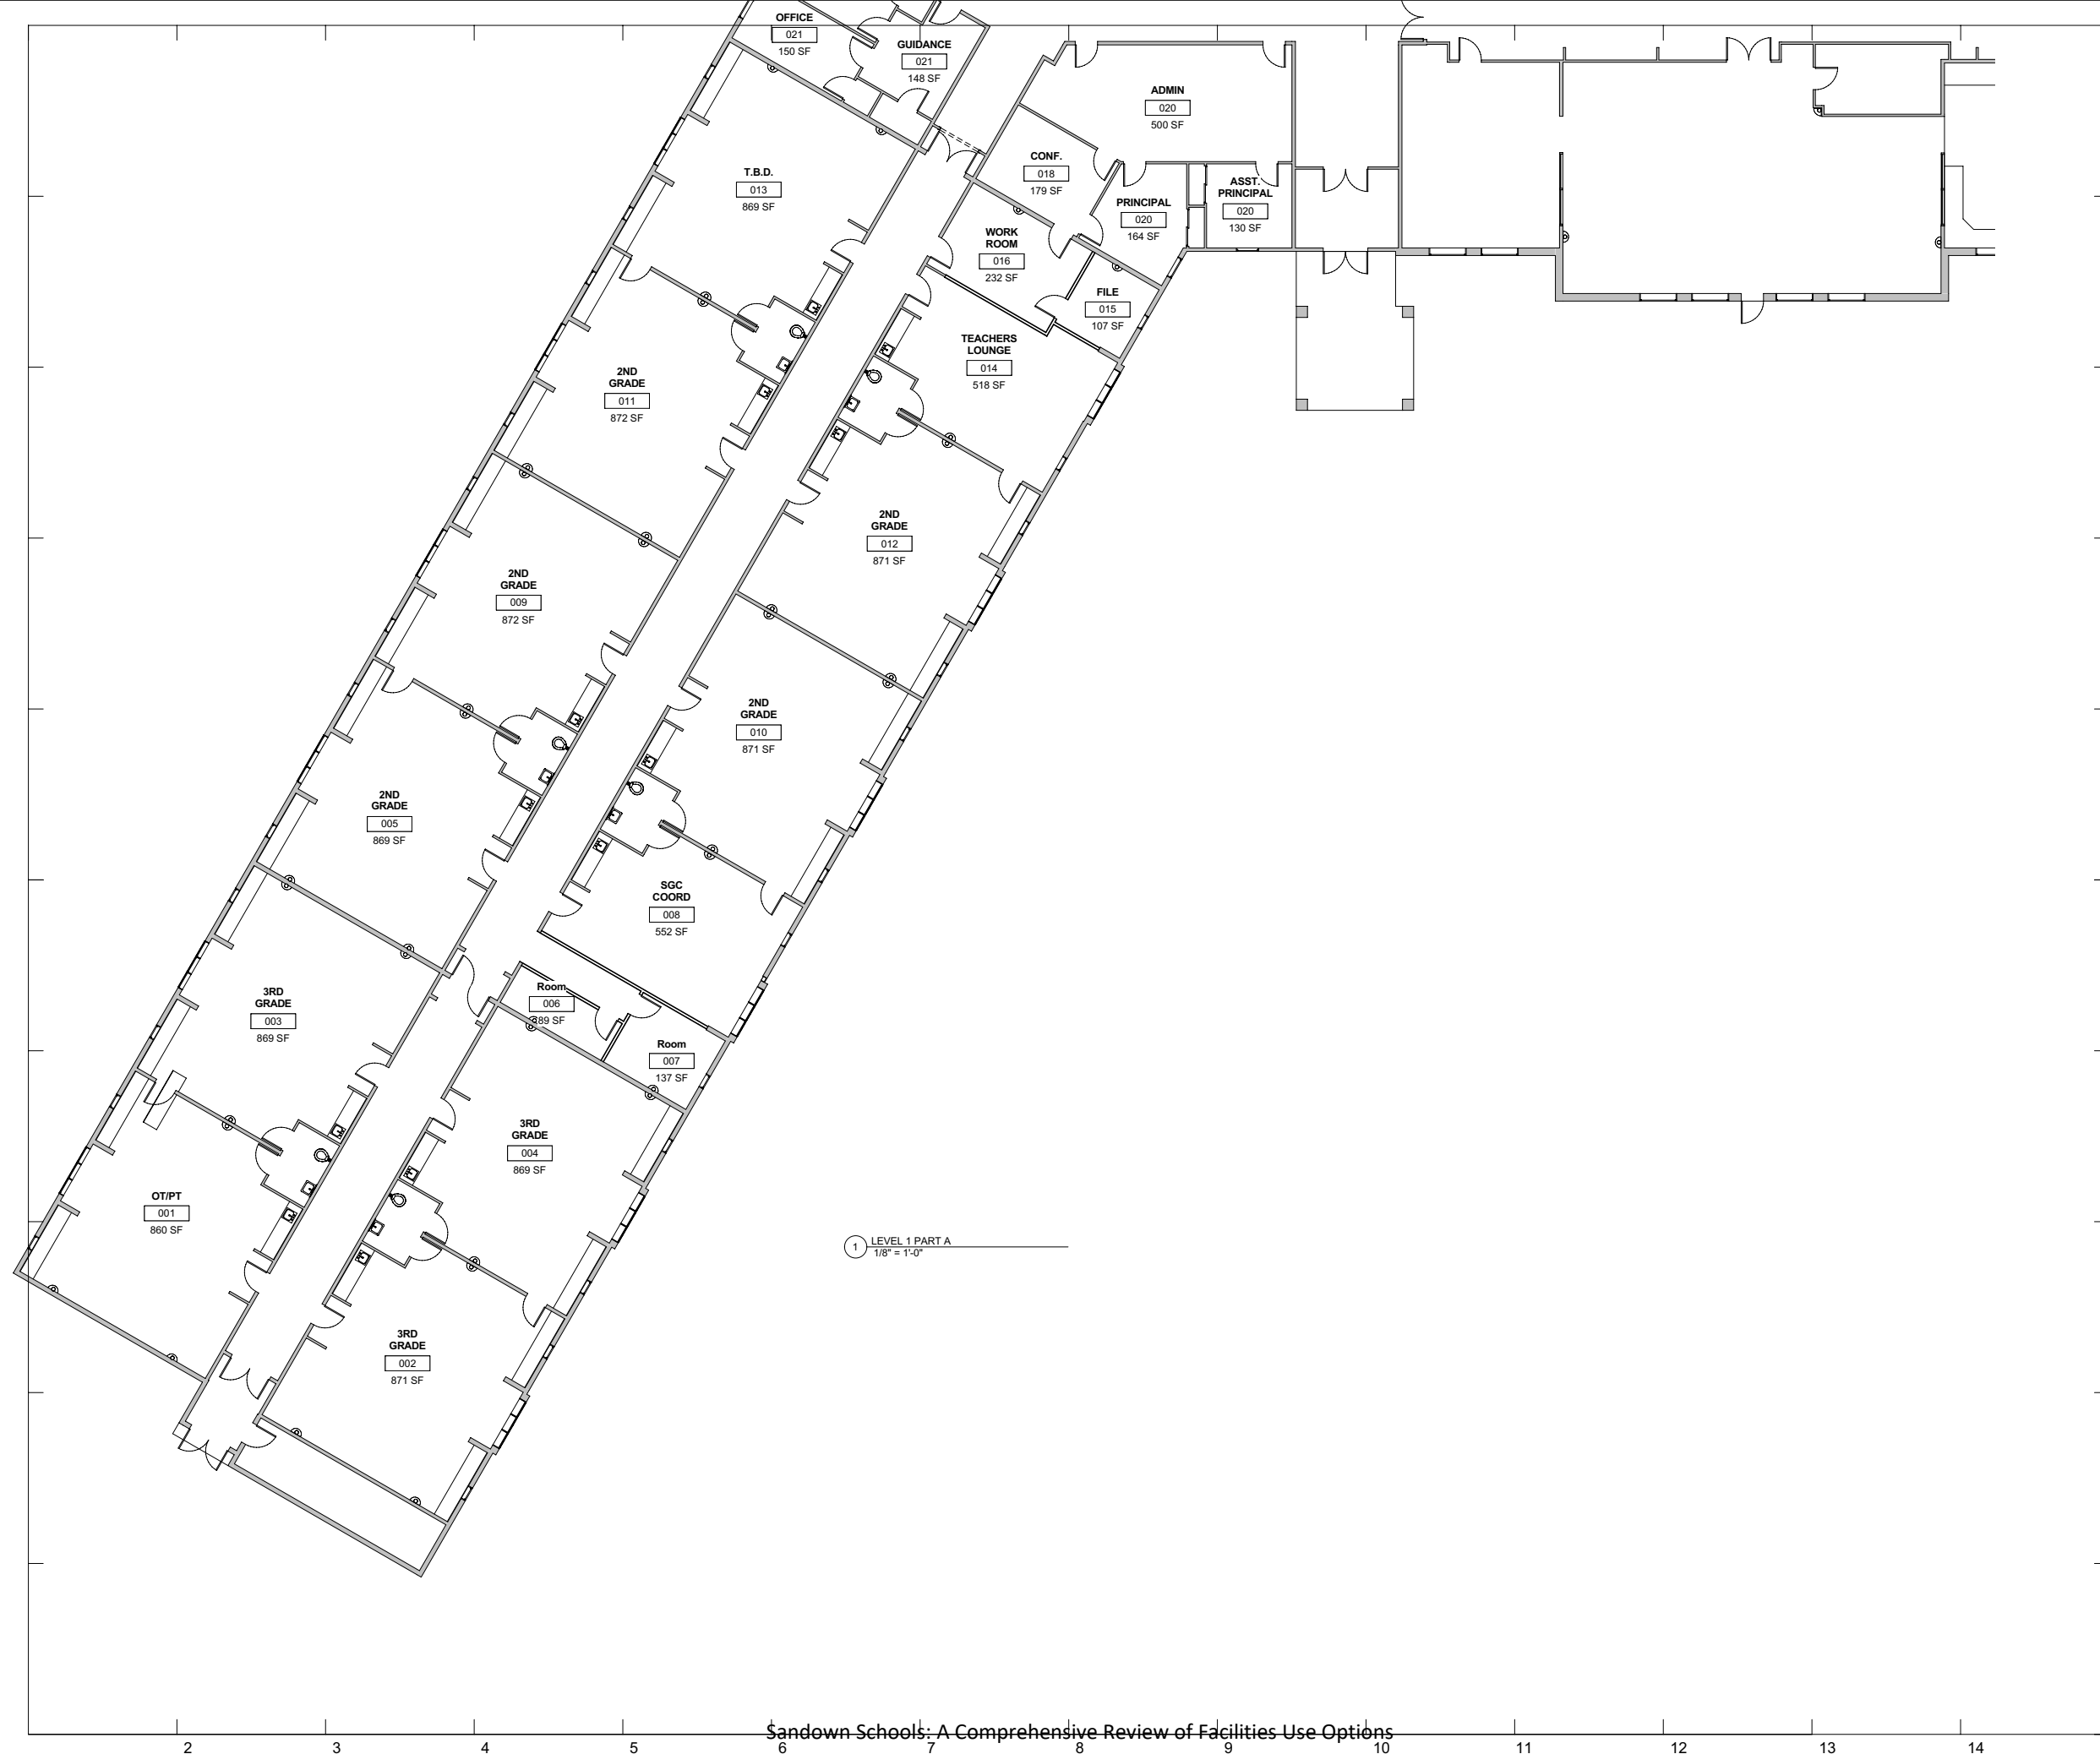 OFFICE
021
150 SF
GUIDANCE
021
148 SF
ADMIN
020
500 SF
T.B.D.
013
869 SF
CONF.
018
179 SF
PRINCIPAL
020
164 SF
ASST.
PRINCIPAL
020
130 SF
WORK
ROOM
016
232 SF
FILE
015
107 SF
TEACHERS
LOUNGE
014
518 SF
2ND
GRADE
011
872 SF
2ND
GRADE
012
871 SF
2ND
GRADE
009
872 SF
2ND
GRADE
010
871 SF
2ND
GRADE
005
869 SF
SGC
COORD
008
552 SF
3RD
GRADE
003
869 SF
Room
006
89 SF
Room
007
137 SF
3RD
GRADE
004
869 SF
OT/PT
001
860 SF
3RD
GRADE
002
871 SF
1
LEVEL 1 PART A
1/8" = 1'-0"
Sandown Schools: A Comprehensive Review of Facilities Use Options
2 3 4 5 6 7 8 9 10 11 12 13 14